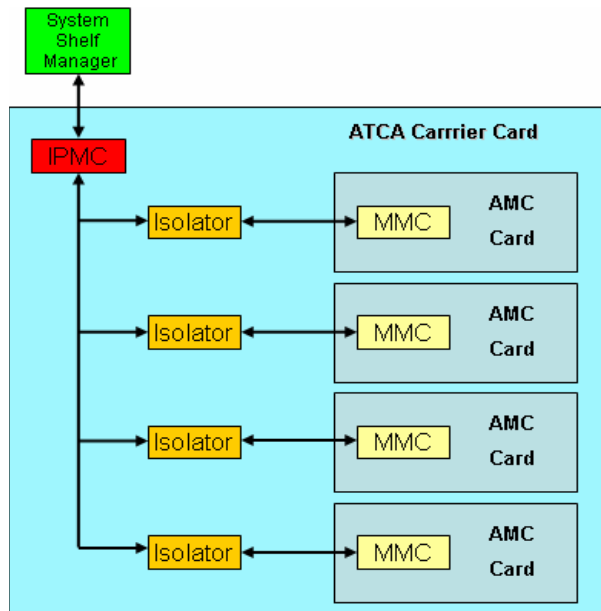 System
Shelf
Manager
ATCA Carrrier Card
IPMC
AMC
Isolator
MMC
Card
AMC
Isolator
MMC
Card
AMC
Isolator
MMC
Card
AMC
Isolator
MMC
Card